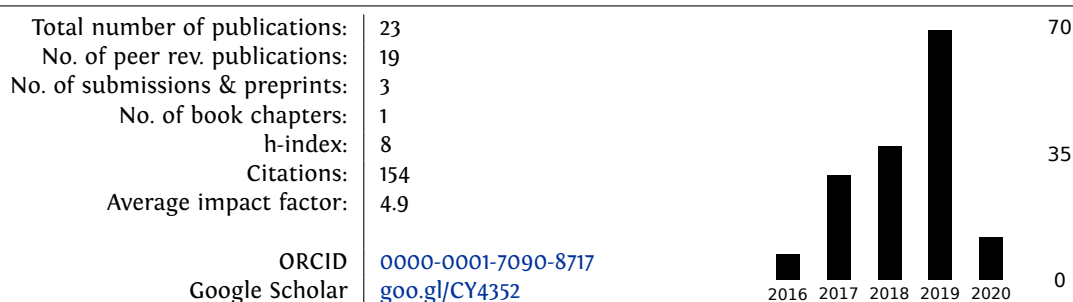 Total number of publications: 23
No. of peer rev. publications: 19
No. of submissions & preprints: 3
No. of book chapters: 1
h-index: 8
Citations: 154
Average impact factor: 4.9
ORCID 0000-0001-7090-8717
Google Scholar goo.gl/CY4352
70
35
0
2016 2017 2018 2019 2020